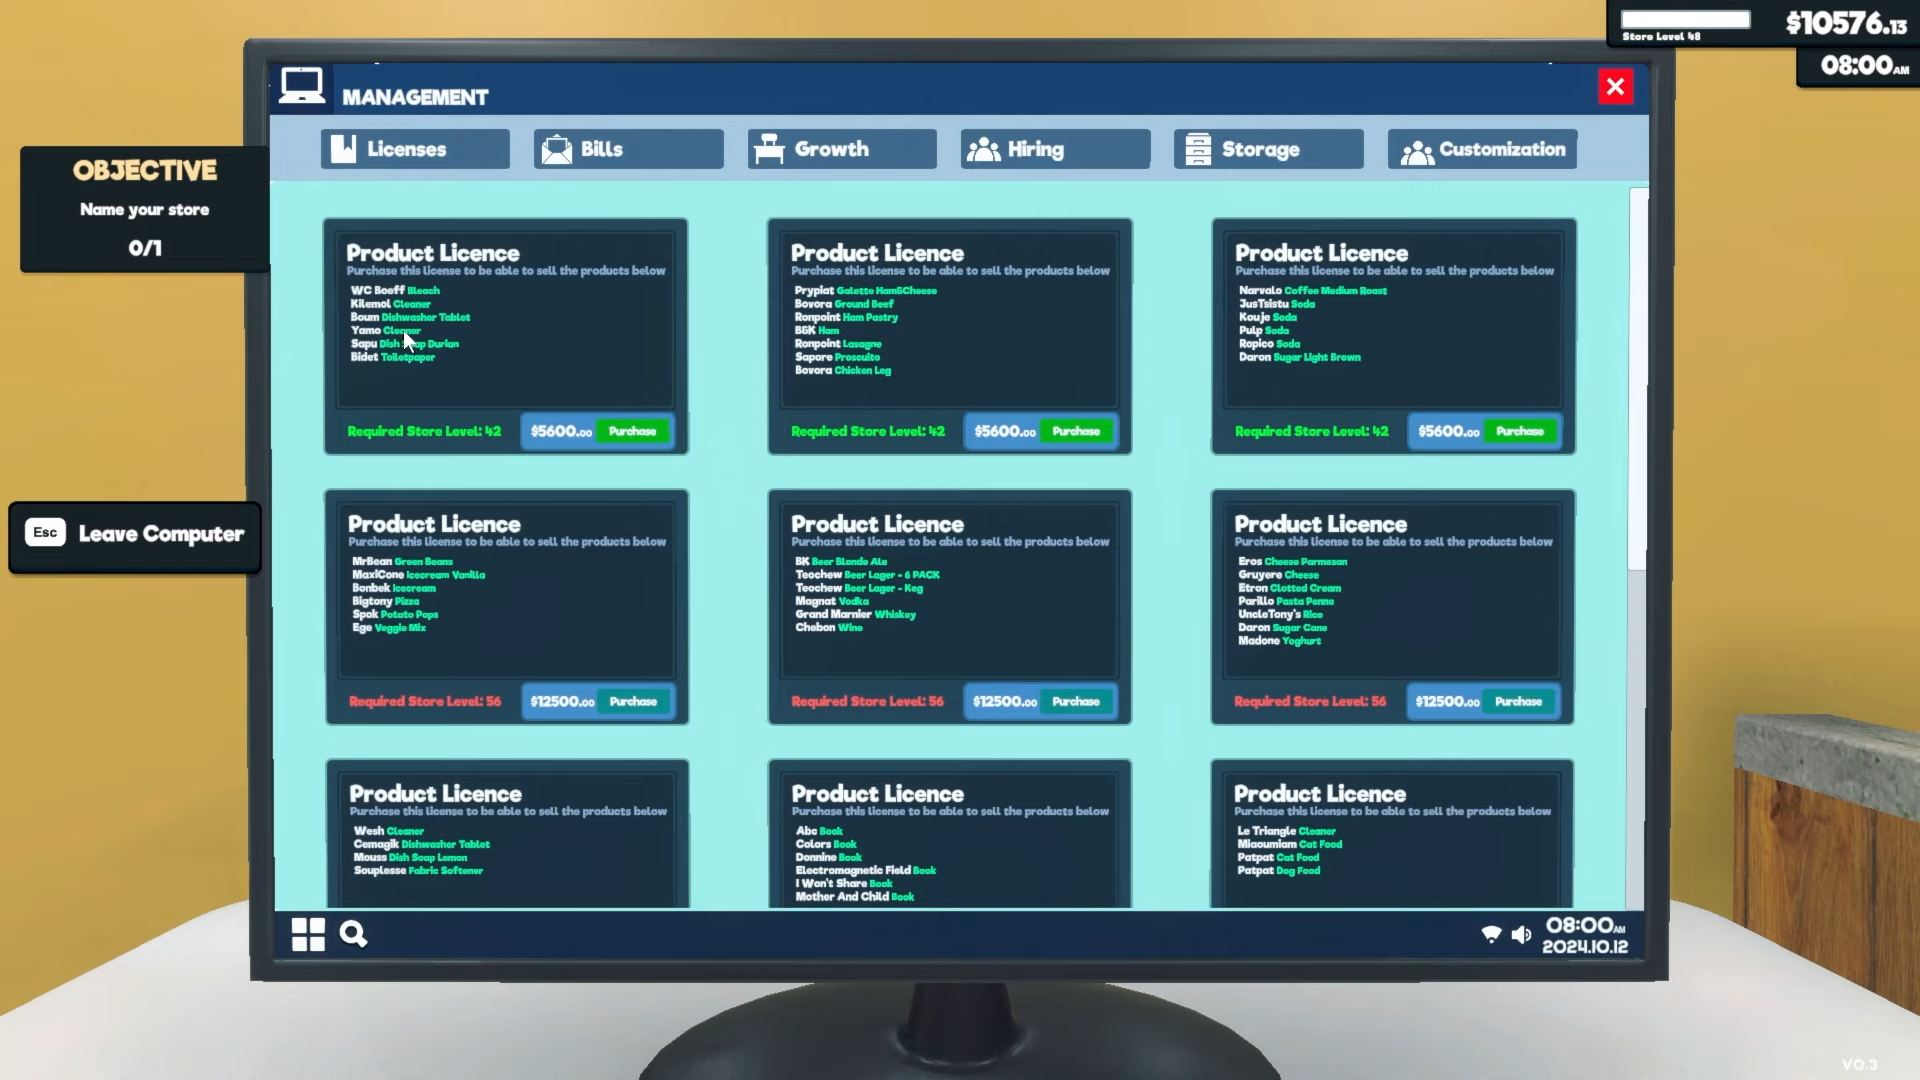 $10576.13
Store Level 48
08:00AM
MANAGEMENT
Licenses
Bills
Growth
Hiring
Storage
Customization
OBJECTIVE
Name your store
0/1
Esc Leave Computer
Product Licence
Purchase this license to be able to sell the products below
WC Boeff Bleach
Kilemol Cleaner
Boum Dishwasher Tablet
Yamo Cleaner
Sapu Dish Soap Durian
Bidet Toiletpaper
Required Store Level: 42
$5600.00 Purchase
Product Licence
Purchase this license to be able to sell the products below
Prypiat Galette Ham&Cheese
Bovora Ground Beef
Ronpoint Ham Pastry
B&K Ham
Ronpoint Lasagne
Sapore Proscuito
Bovora Chicken Leg
Required Store Level: 42
$5600.00 Purchase
Product Licence
Purchase this license to be able to sell the products below
Narvalo Coffee Medium Roast
JusTsistu Soda
Kouje Soda
Pulp Soda
Ropico Soda
Daron Sugar Light Brown
Required Store Level: 42
$5600.00 Purchase
Product Licence
Purchase this license to be able to sell the products below
MrBean Green Beans
MaxiCone Icecream Vanilla
Bonbek Icecream
Bigtony Pizza
Spok Potato Pops
Ege Veggie Mix
Required Store Level: 56
$12500.00 Purchase
Product Licence
Purchase this license to be able to sell the products below
BK Beer Blonde Ale
Teochew Beer Lager - 6 PACK
Teochew Beer Lager - Keg
Magnat Vodka
Grand Marnier Whiskey
Chebon Wine
Required Store Level: 56
$12500.00 Purchase
Product Licence
Purchase this license to be able to sell the products below
Eros Cheese Parmesan
Gruyere Cheese
Etron Clotted Cream
Parillo Pasta Penne
UncleTony's Rice
Daron Sugar Cane
Madone Yoghurt
Required Store Level: 56
$12500.00 Purchase
Product Licence
Purchase this license to be able to sell the products below
Wesh Cleaner
Cemagik Dishwasher Tablet
Mouss Dish Soap Lemon
Souplesse Fabric Softener
Product Licence
Purchase this license to be able to sell the products below
Abc Book
Colors Book
Donnine Book
Electromagnetic Field Book
I Won't Share Book
Mother And Child Book
Product Licence
Purchase this license to be able to sell the products below
Le Triangle Cleaner
Miaoumiam Cat Food
Patpat Cat Food
Patpat Dog Food
08:00AM
2024.10.12
V0.3